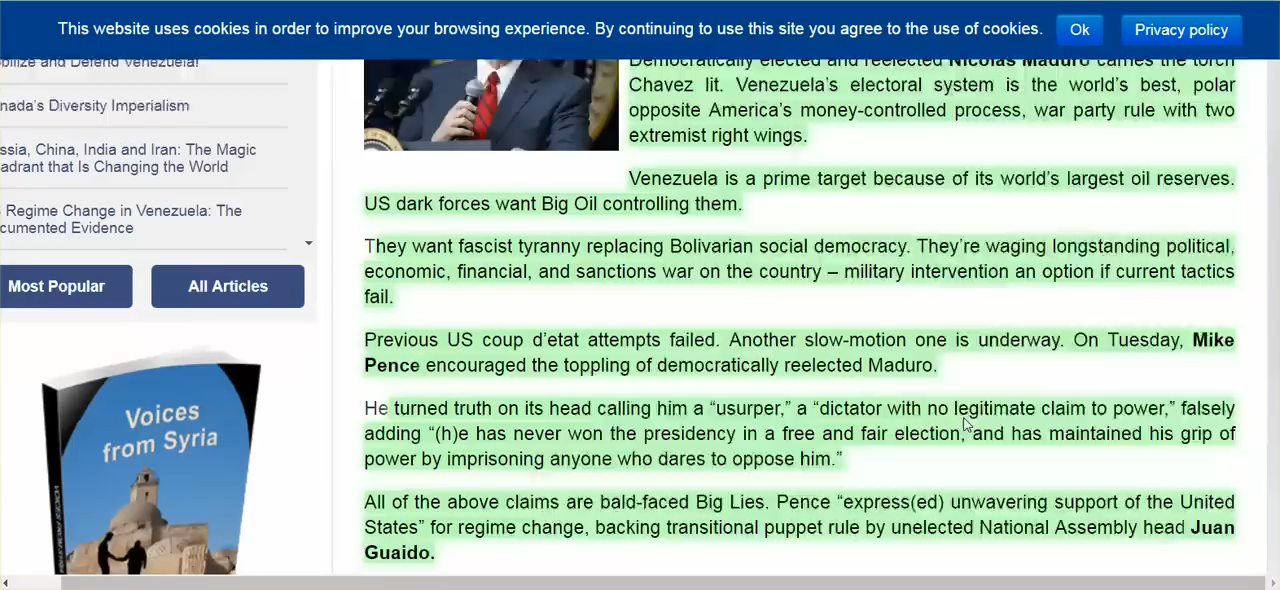 This website uses cookies in order to improve your browsing experience. By continuing to use this site you agree to the use of cookies.
Ok
Privacy policy
bilize and Defend Venezuela!
nada's Diversity Imperialism
ssia, China, India and Iran: The Magic
adrant that Is Changing the World
Regime Change in Venezuela: The
cumented Evidence
Most Popular
All Articles
Voices
from Syria
Democratically elected and reelected Nicolas Maduro carries the torch
Chavez lit. Venezuela's electoral system is the world's best, polar
opposite America's money-controlled process, war party rule with two
extremist right wings.
Venezuela is a prime target because of its world's largest oil reserves.
US dark forces want Big Oil controlling them.
They want fascist tyranny replacing Bolivarian social democracy. They're waging longstanding political,
economic, financial, and sanctions war on the country – military intervention an option if current tactics
fail.
Previous US coup d'etat attempts failed. Another slow-motion one is underway. On Tuesday, Mike
Pence encouraged the toppling of democratically reelected Maduro.
He turned truth on its head calling him a “usurper,” a “dictator with no legitimate claim to power,” falsely
adding “(h)e has never won the presidency in a free and fair election, and has maintained his grip of
power by imprisoning anyone who dares to oppose him.”
All of the above claims are bald-faced Big Lies. Pence “express(ed) unwavering support of the United
States” for regime change, backing transitional puppet rule by unelected National Assembly head Juan
Guaido.